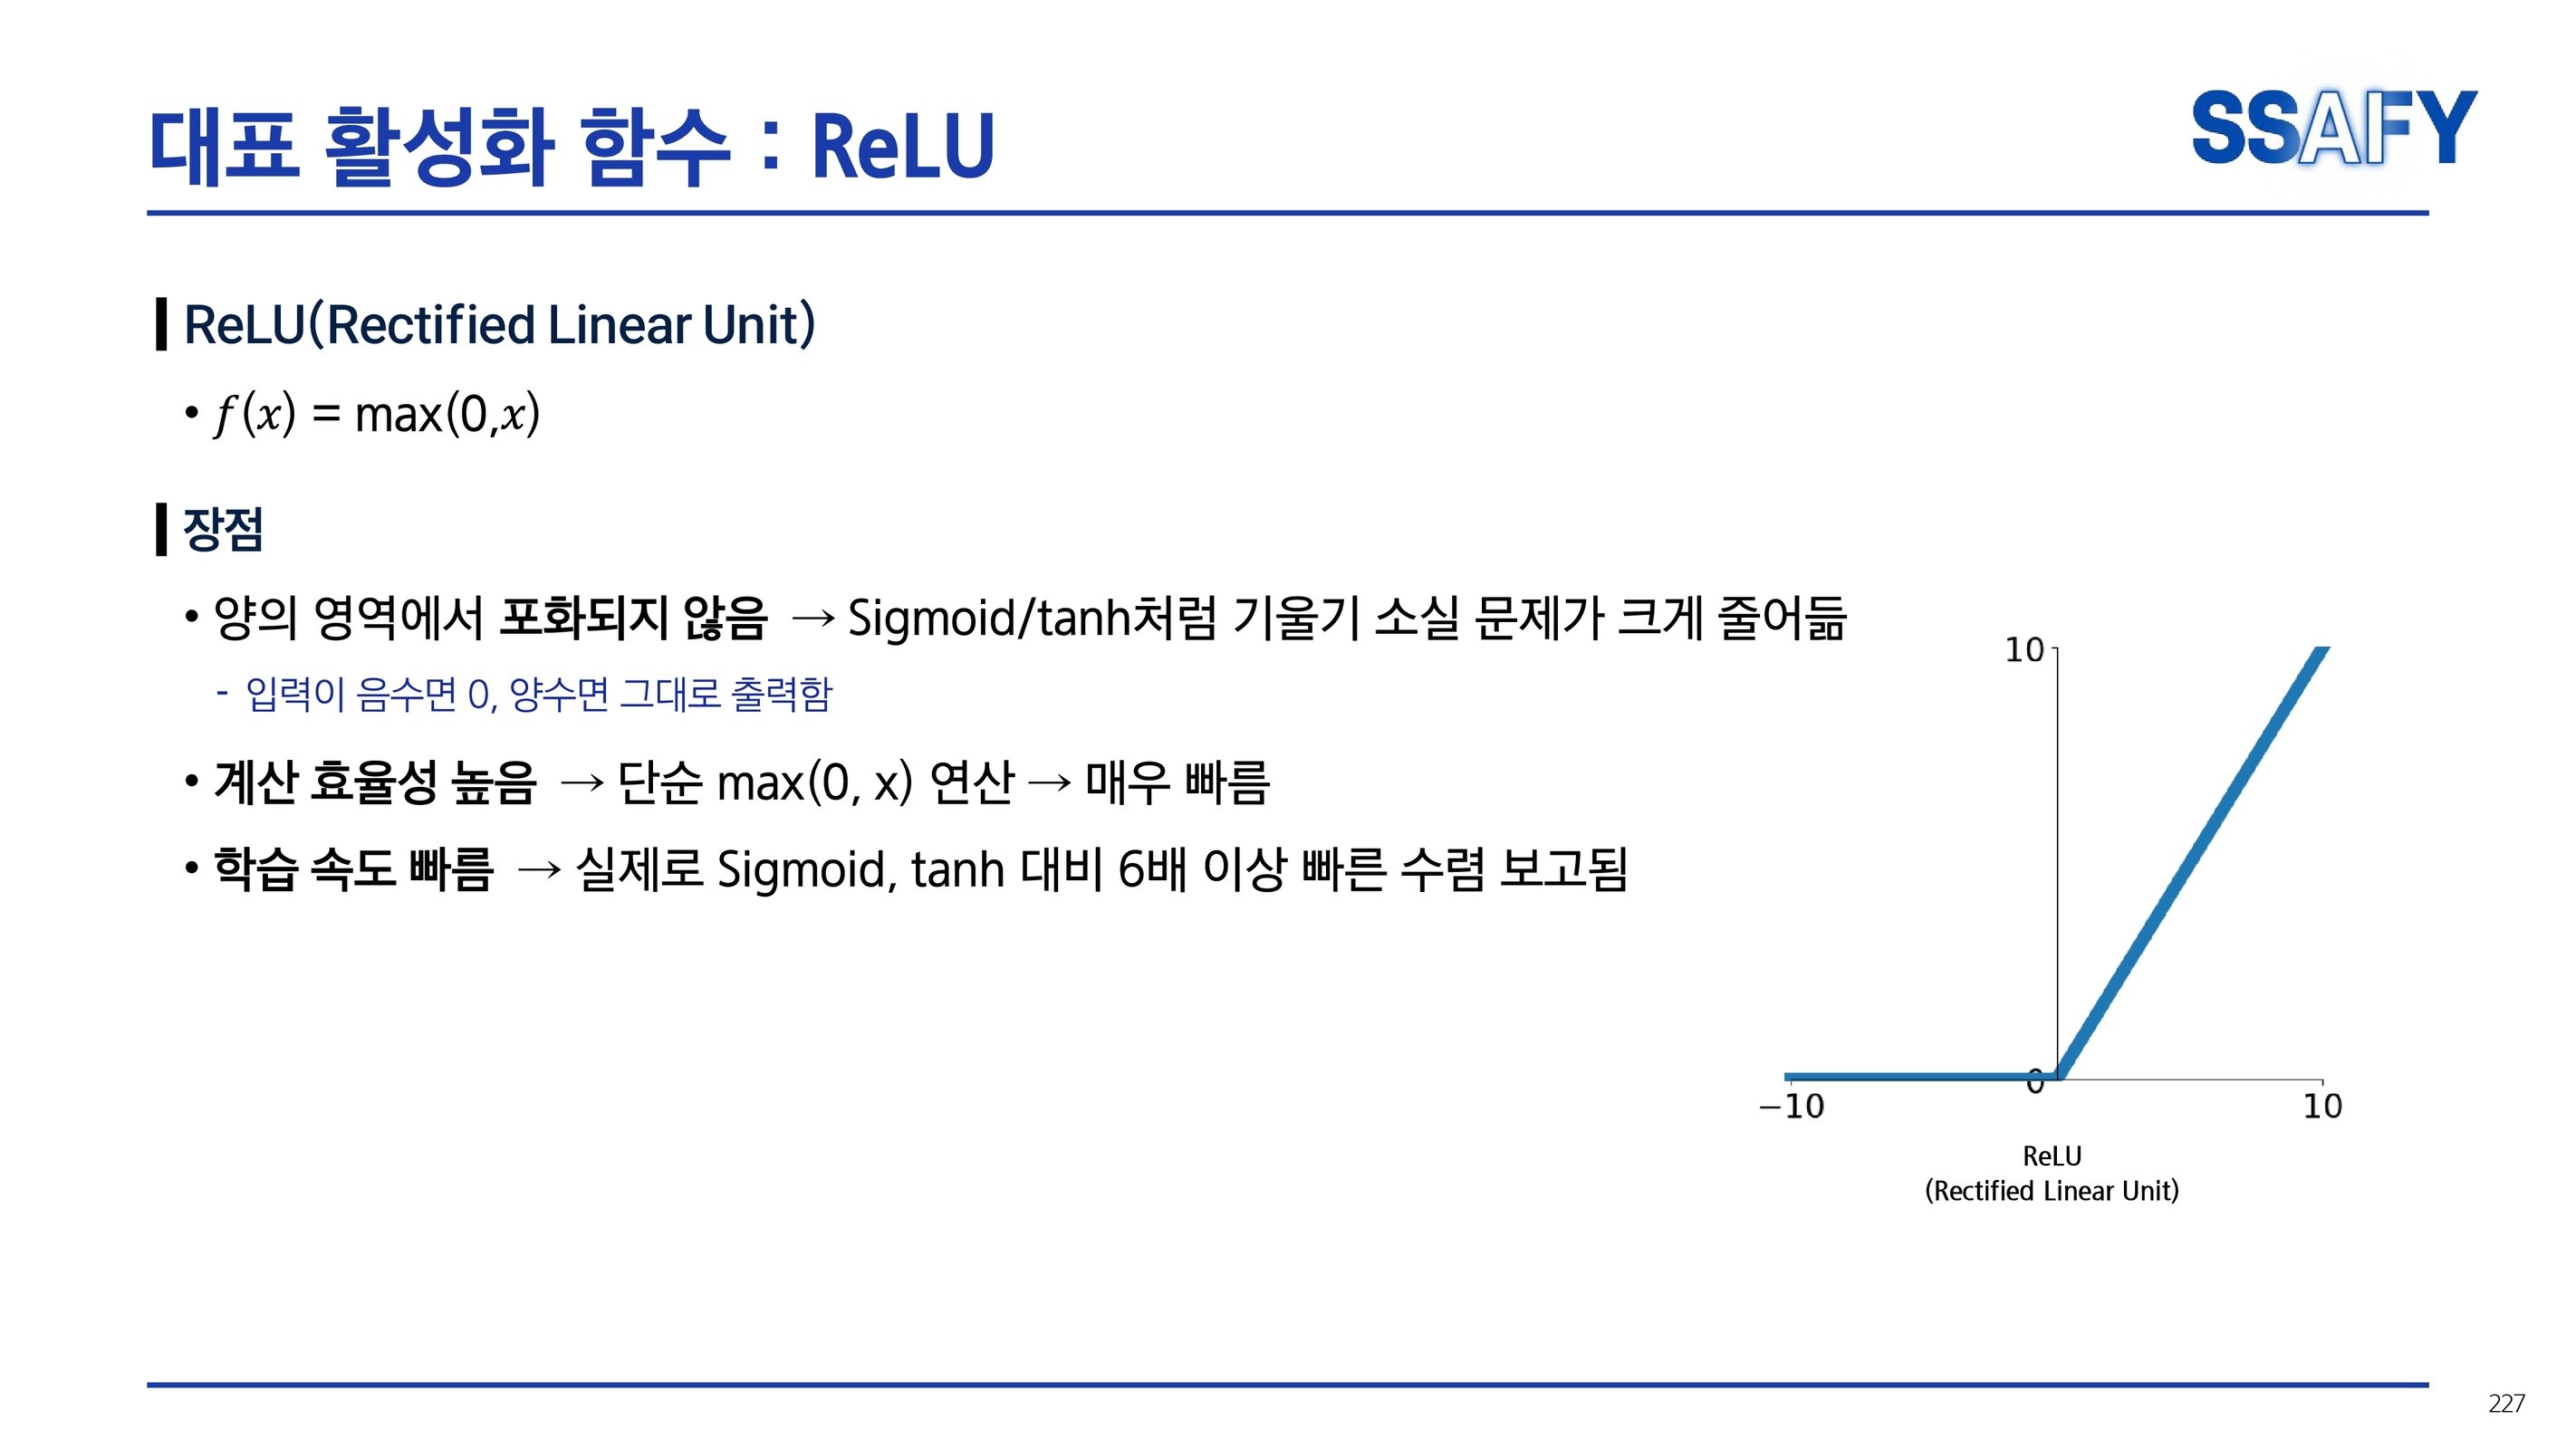 대표 활성화 함수 : ReLU
SSAFY
ReLU(Rectified Linear Unit)
• f(x) = max(0,x)
장점
• 양의 영역에서 포화되지 않음 → Sigmoid/tanh처럼 기울기 소실 문제가 크게 줄어듦
- 입력이 음수면 0, 양수면 그대로 출력함
• 계산 효율성 높음 → 단순 max(0, x) 연산 → 매우 빠름
• 학습 속도 빠름 → 실제로 Sigmoid, tanh 대비 6배 이상 빠른 수렴 보고됨
10
0
−10
10
ReLU
(Rectified Linear Unit)
227